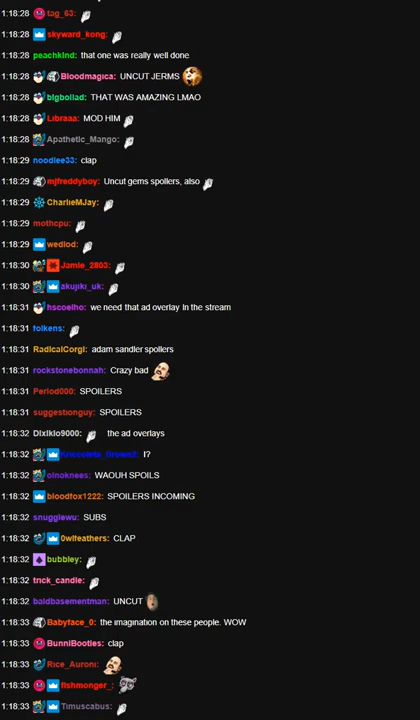 1:18:28 tag_63:
1:18:28 skyward_kong:
1:18:28 peachkind: that one was really well done
1:18:28 Bloodmagica: UNCUT JERMS
1:18:28 bigbollad: THAT WAS AMAZING LMAO
1:18:28 Libraaa: MOD HIM
1:18:28 Apathetic_Mango:
1:18:29 noodlee33: clap
1:18:29 mjfreddyboy: Uncut gems spoilers, also
1:18:29 CharlieMJay:
1:18:29 mothcpu:
1:18:29 wedlod:
1:18:30 Jamie_2803:
1:18:30 akujiki_uk:
1:18:31 hscoelho: we need that ad overlay in the stream
1:18:31 folkens:
1:18:31 RadicalCorgi: adam sandler spoilers
1:18:31 rockstonebonnah: Crazy bad
1:18:31 Period000: SPOILERS
1:18:31 suggestionguy: SPOILERS
1:18:32 Dixiklo9000: the ad overlays
1:18:32 I?
1:18:32 oinoknees: WAOUH SPOILS
1:18:32 bloodfox1222: SPOILERS INCOMING
1:18:32 snugglewu: SUBS
1:18:32 0wlfeathers: CLAP
1:18:32 bubbley:
1:18:32 trick_candle:
1:18:32 baldbasementman: UNCUT
1:18:33 Babyface_0: the imagination on these people. WOW
1:18:33 BunniBooties: clap
1:18:33 Rice_Auroni:
1:18:33 fishmonger_:
1:18:33 Timuscabus: